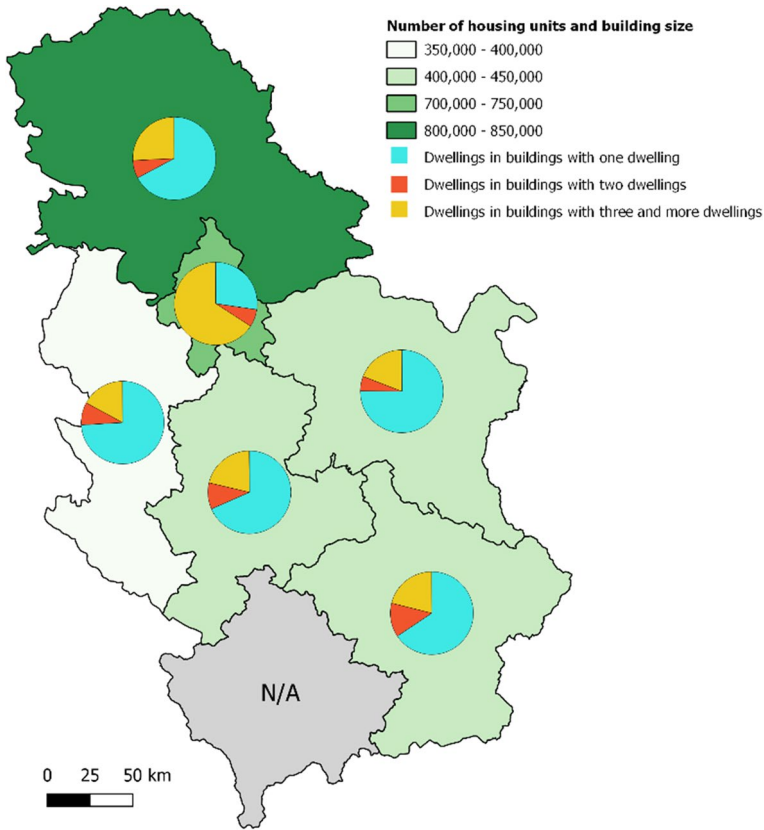 Number of housing units and building size
350,000 - 400,000
400,000 - 450,000
700,000 - 750,000
800,000 - 850,000
Dwellings in buildings with one dwelling
Dwellings in buildings with two dwellings
Dwellings in buildings with three and more dwellings
N/A
0 25 50 km